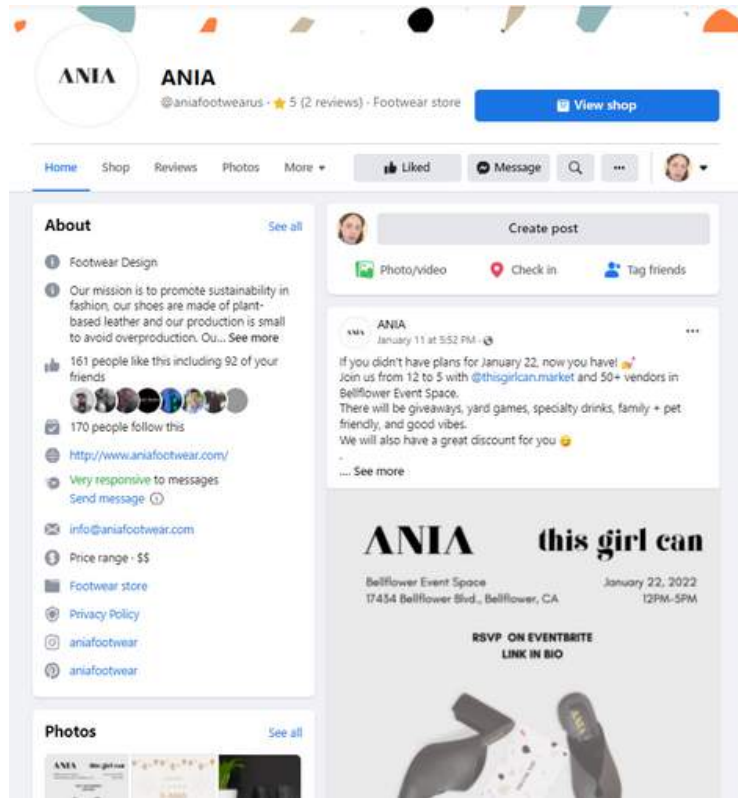 ANIA
ANIA
@aniafootwearus · ⭐ 5 (2 reviews) · Footwear store
View shop
Home Shop Reviews Photos More
Liked Message
About See all
Footwear Design
Our mission is to promote sustainability in
fashion, our shoes are made of plant-
based leather and our production is small
to avoid overproduction. Ou... See more
161 people like this including 92 of your
friends
170 people follow this
http://www.aniafootwear.com/
Very responsive to messages
Send message
info@aniafootwear.com
Price range · $$
Footwear store
Privacy Policy
aniafootwear
aniafootwear
Photos See all
ANIA this girl can
Create post
Photo/video Check in Tag friends
ANIA
ANIA
January 11 at 5:52 PM ·
If you didn't have plans for January 22, now you have! 💅
Join us from 12 to 5 with @thisgirlcan.market and 50+ vendors in
Bellflower Event Space.
There will be giveaways, yard games, specialty drinks, family + pet
friendly, and good vibes.
We will also have a great discount for you 😉
.
.... See more
ANIA this girl can
Bellflower Event Space January 22, 2022
17434 Bellflower Blvd., Bellflower, CA 12PM-5PM
RSVP ON EVENTBRITE
LINK IN BIO
ANIA